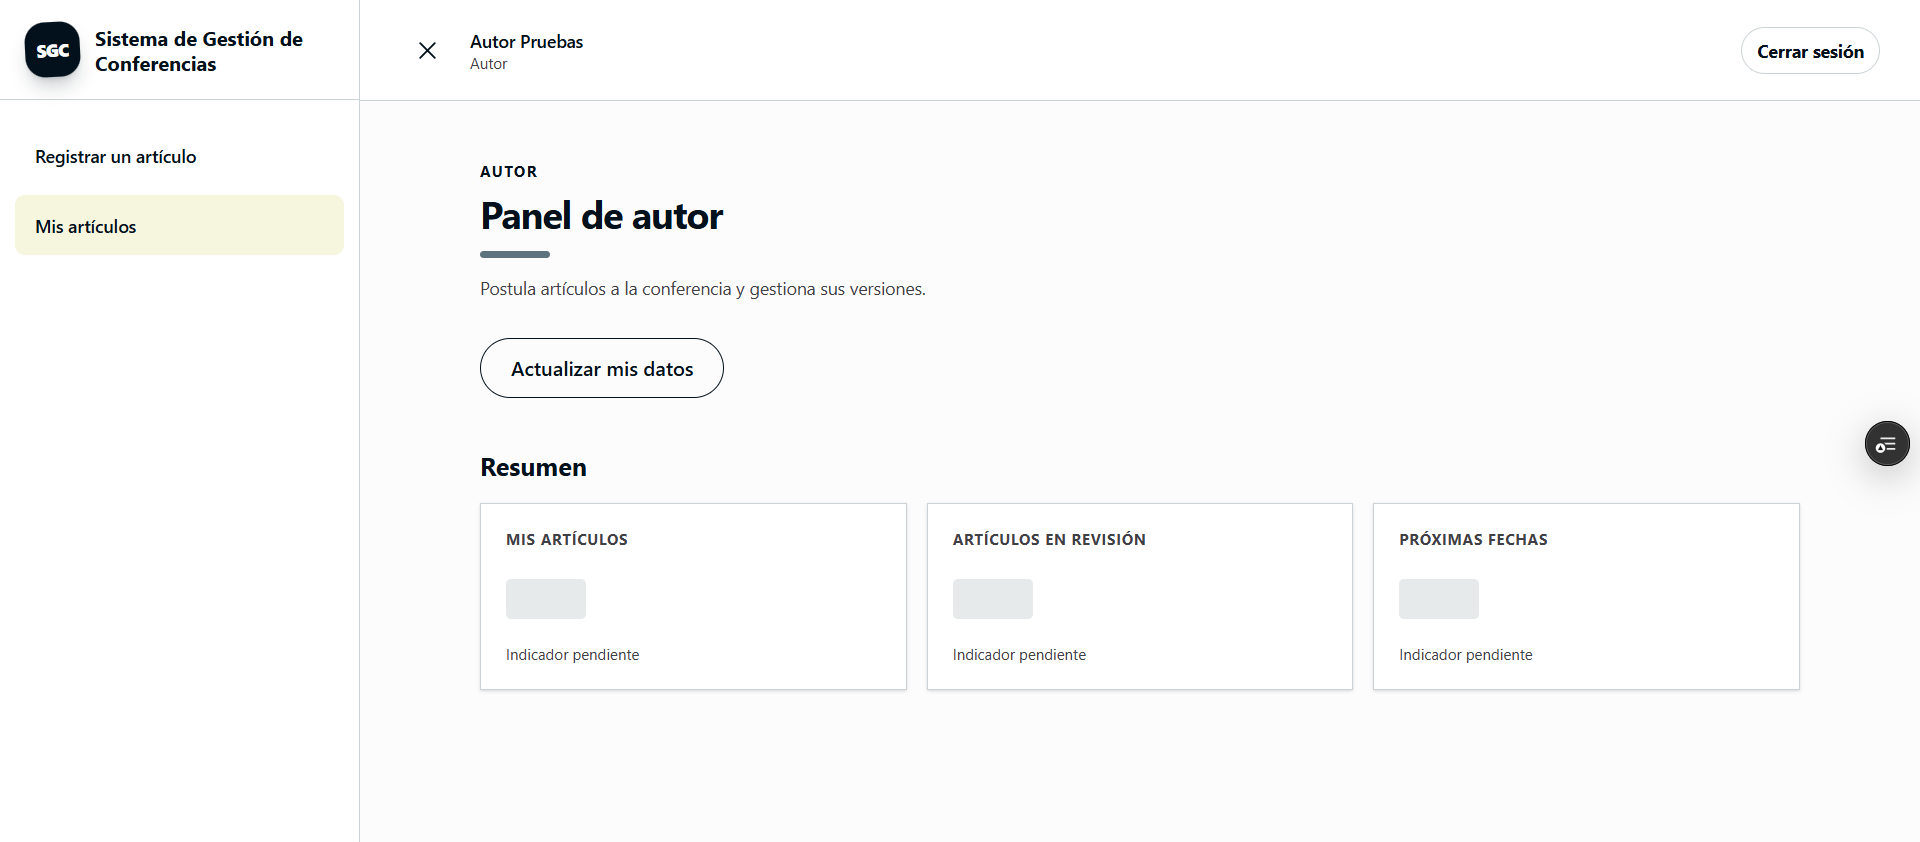 SGC
Sistema de Gestión de
Conferencias
Autor Pruebas
Autor
Cerrar sesión
Registrar un artículo
Mis artículos
AUTOR
Panel de autor
Postula artículos a la conferencia y gestiona sus versiones.
Actualizar mis datos
Resumen
MIS ARTÍCULOS
Indicador pendiente
ARTÍCULOS EN REVISIÓN
Indicador pendiente
PRÓXIMAS FECHAS
Indicador pendiente